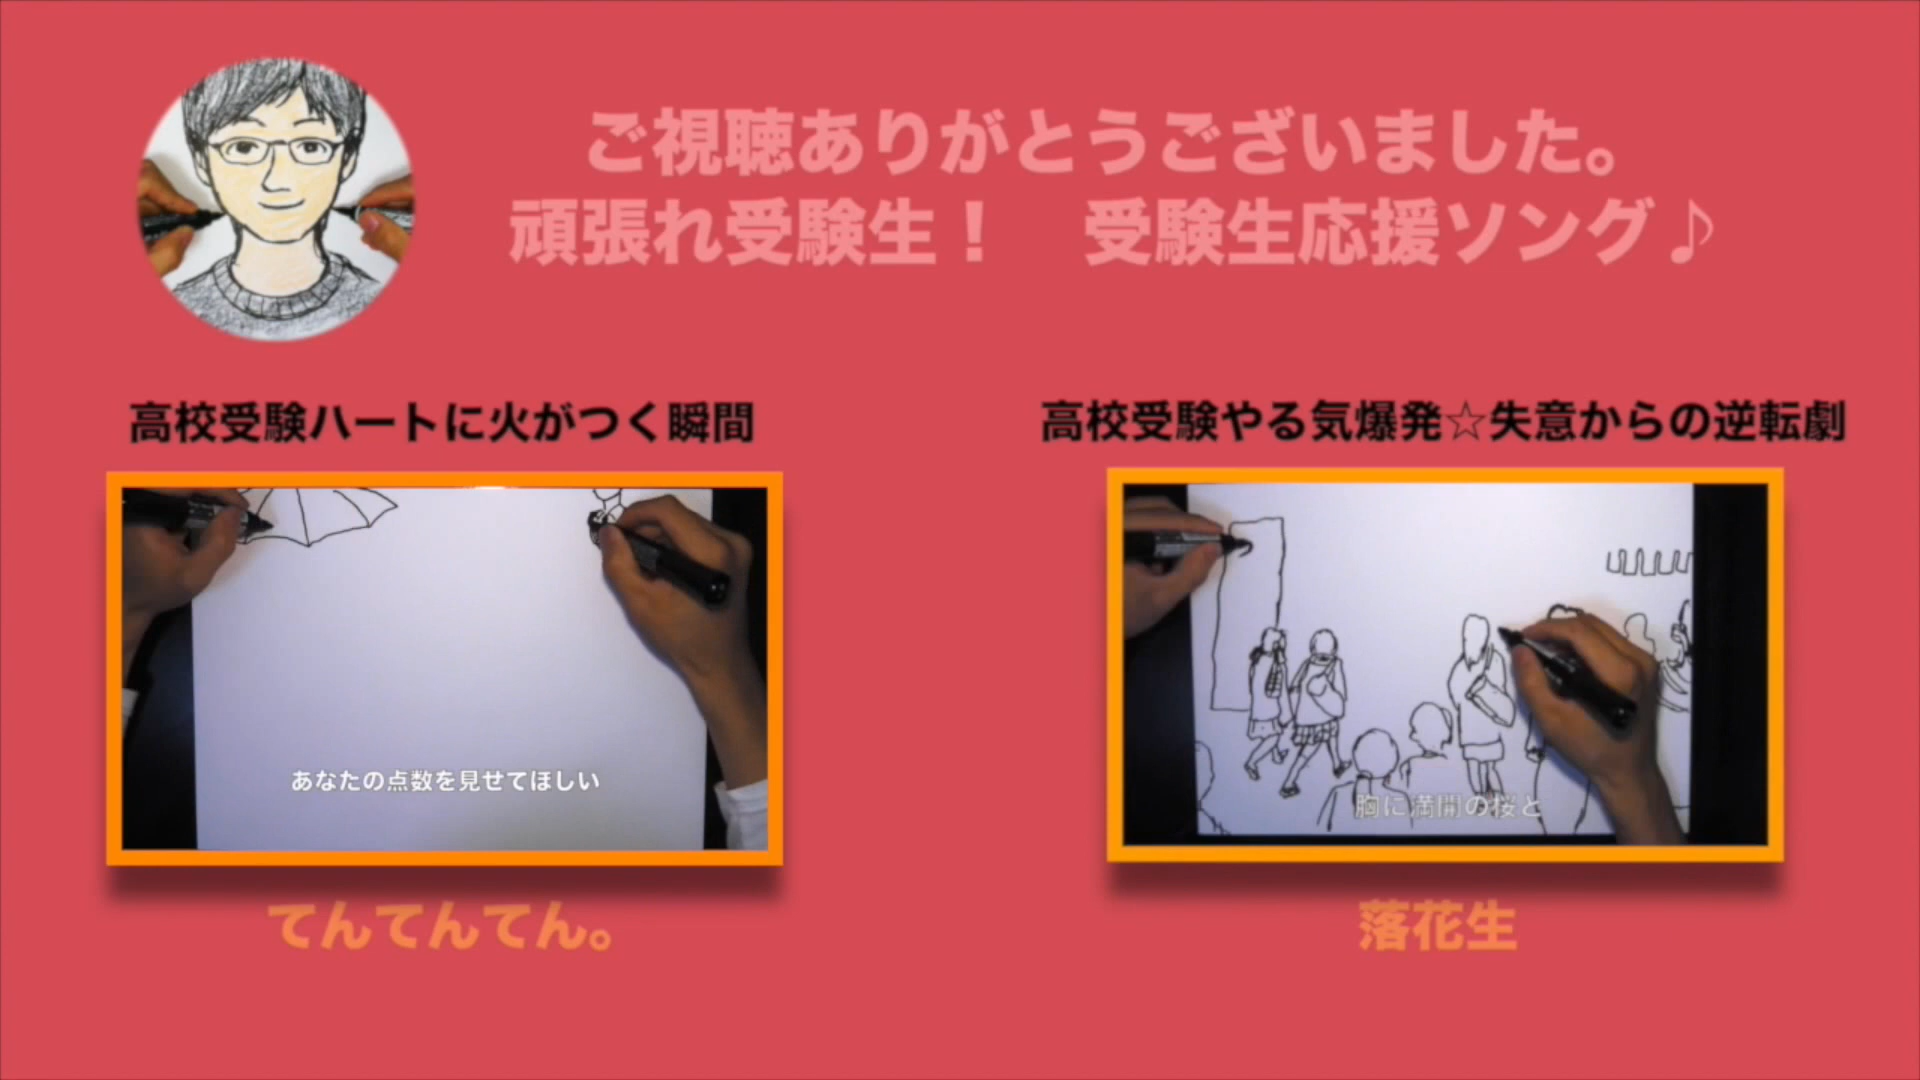 ご視聴ありがとうございました。
頑張れ受験生！　受験生応援ソング♪
高校受験ハートに火がつく瞬間
高校受験やる気爆発☆失意からの逆転劇
あなたの点数を見せてほしい
胸に満開の桜と
てんてんてん。
落花生